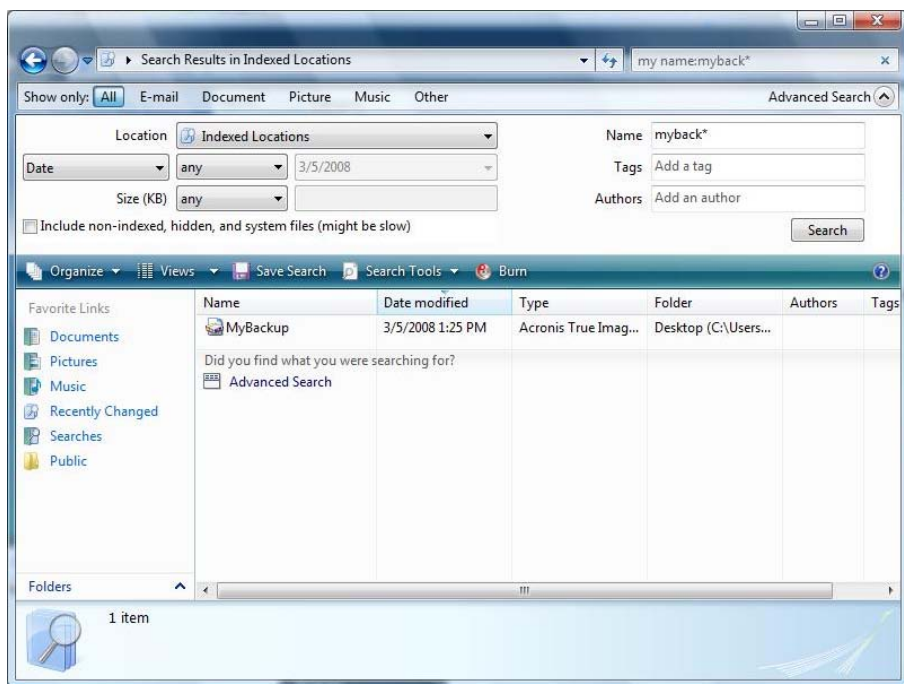 Search Results in Indexed Locations
my name:myback*
Show only: All E-mail Document Picture Music Other Advanced Search
Location Indexed Locations Name myback*
Date any 3/5/2008 Tags Add a tag
Size (KB) any Authors Add an author
Include non-indexed, hidden, and system files (might be slow) Search
Organize Views Save Search Search Tools Burn
Favorite Links
Documents
Pictures
Music
Recently Changed
Searches
Public
Folders
Name Date modified Type Folder Authors Tags
MyBackup 3/5/2008 1:25 PM Acronis True Imag... Desktop (C:\Users...
Did you find what you were searching for?
Advanced Search
1 item